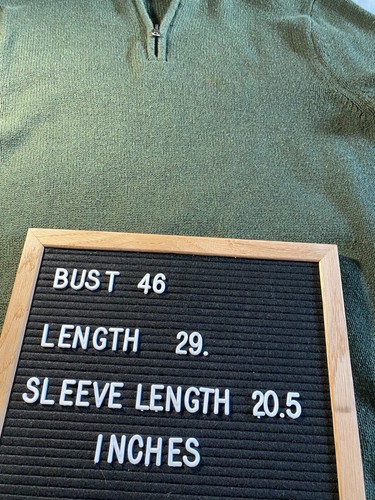 BUST 46
LENGTH 29.
SLEEVE LENGTH 20.5
INCHES